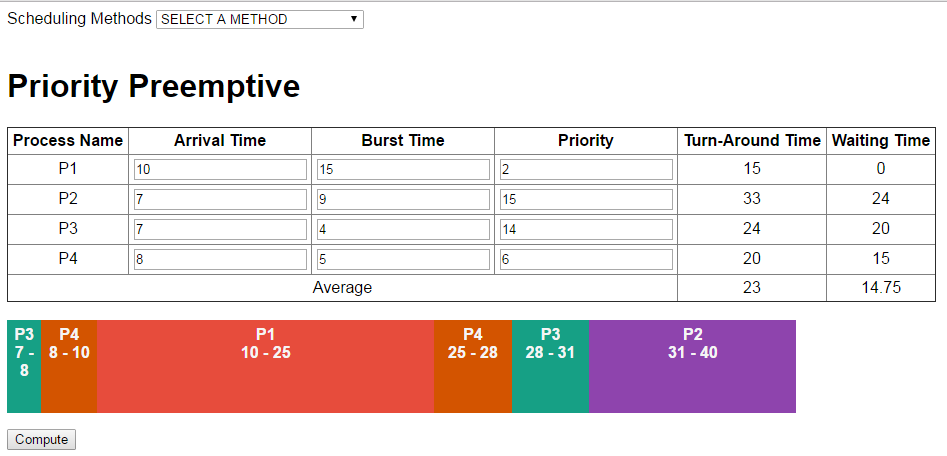 Scheduling Methods SELECT A METHOD
Priority Preemptive
Process Name Arrival Time Burst Time Priority Turn-Around Time Waiting Time
P1 10 15 2 15 0
P2 7 9 15 33 24
P3 7 4 14 24 20
P4 8 5 6 20 15
Average 23 14.75
P3 P4 P1 P4 P3 P2
7 - 8 - 10 10 - 25 25 - 28 28 - 31 31 - 40
8
Compute